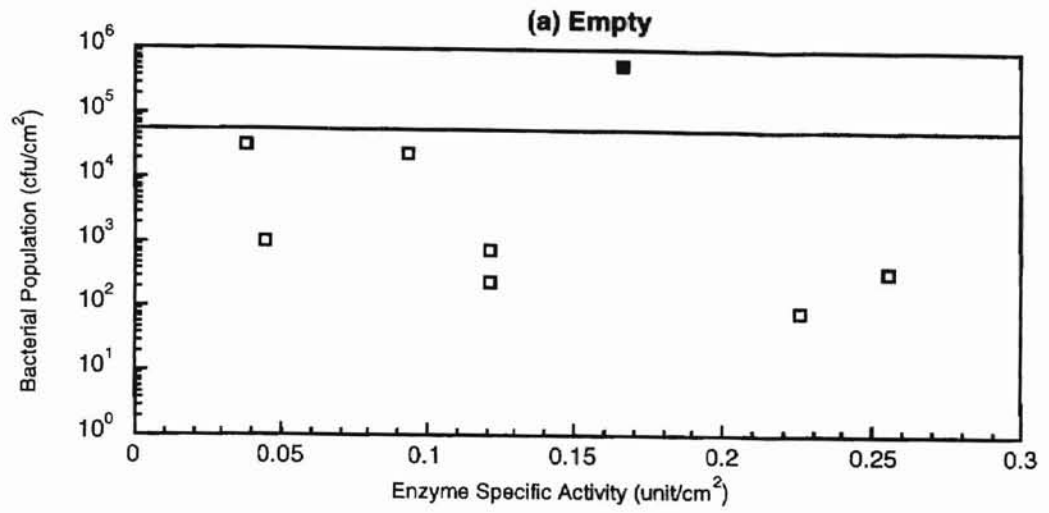 (a) Empty
10^6
10^5
10^4
10^3
10^2
10^1
10^0
Bacterial Population (cfu/cm^2)
0 0.05 0.1 0.15 0.2 0.25 0.3
Enzyme Specific Activity (unit/cm^2)